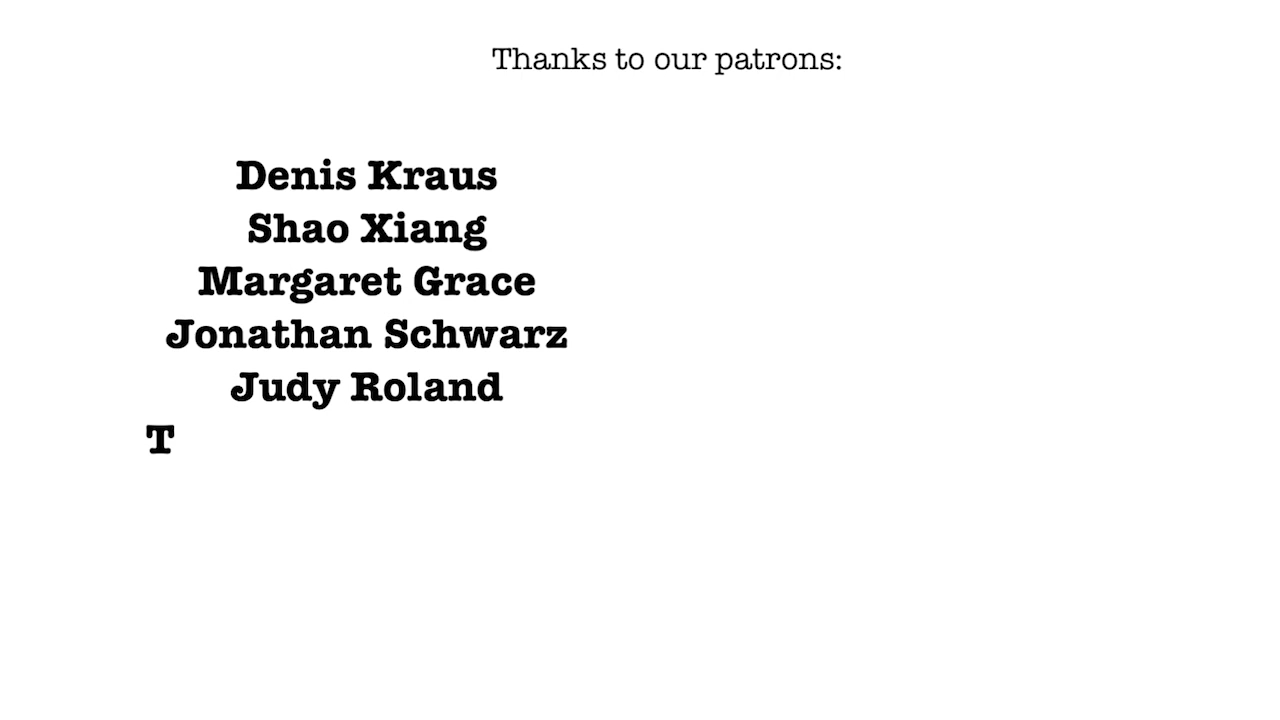 Thanks to our patrons:
Denis Kraus
Shao Xiang
Margaret Grace
Jonathan Schwarz
Judy Roland
T